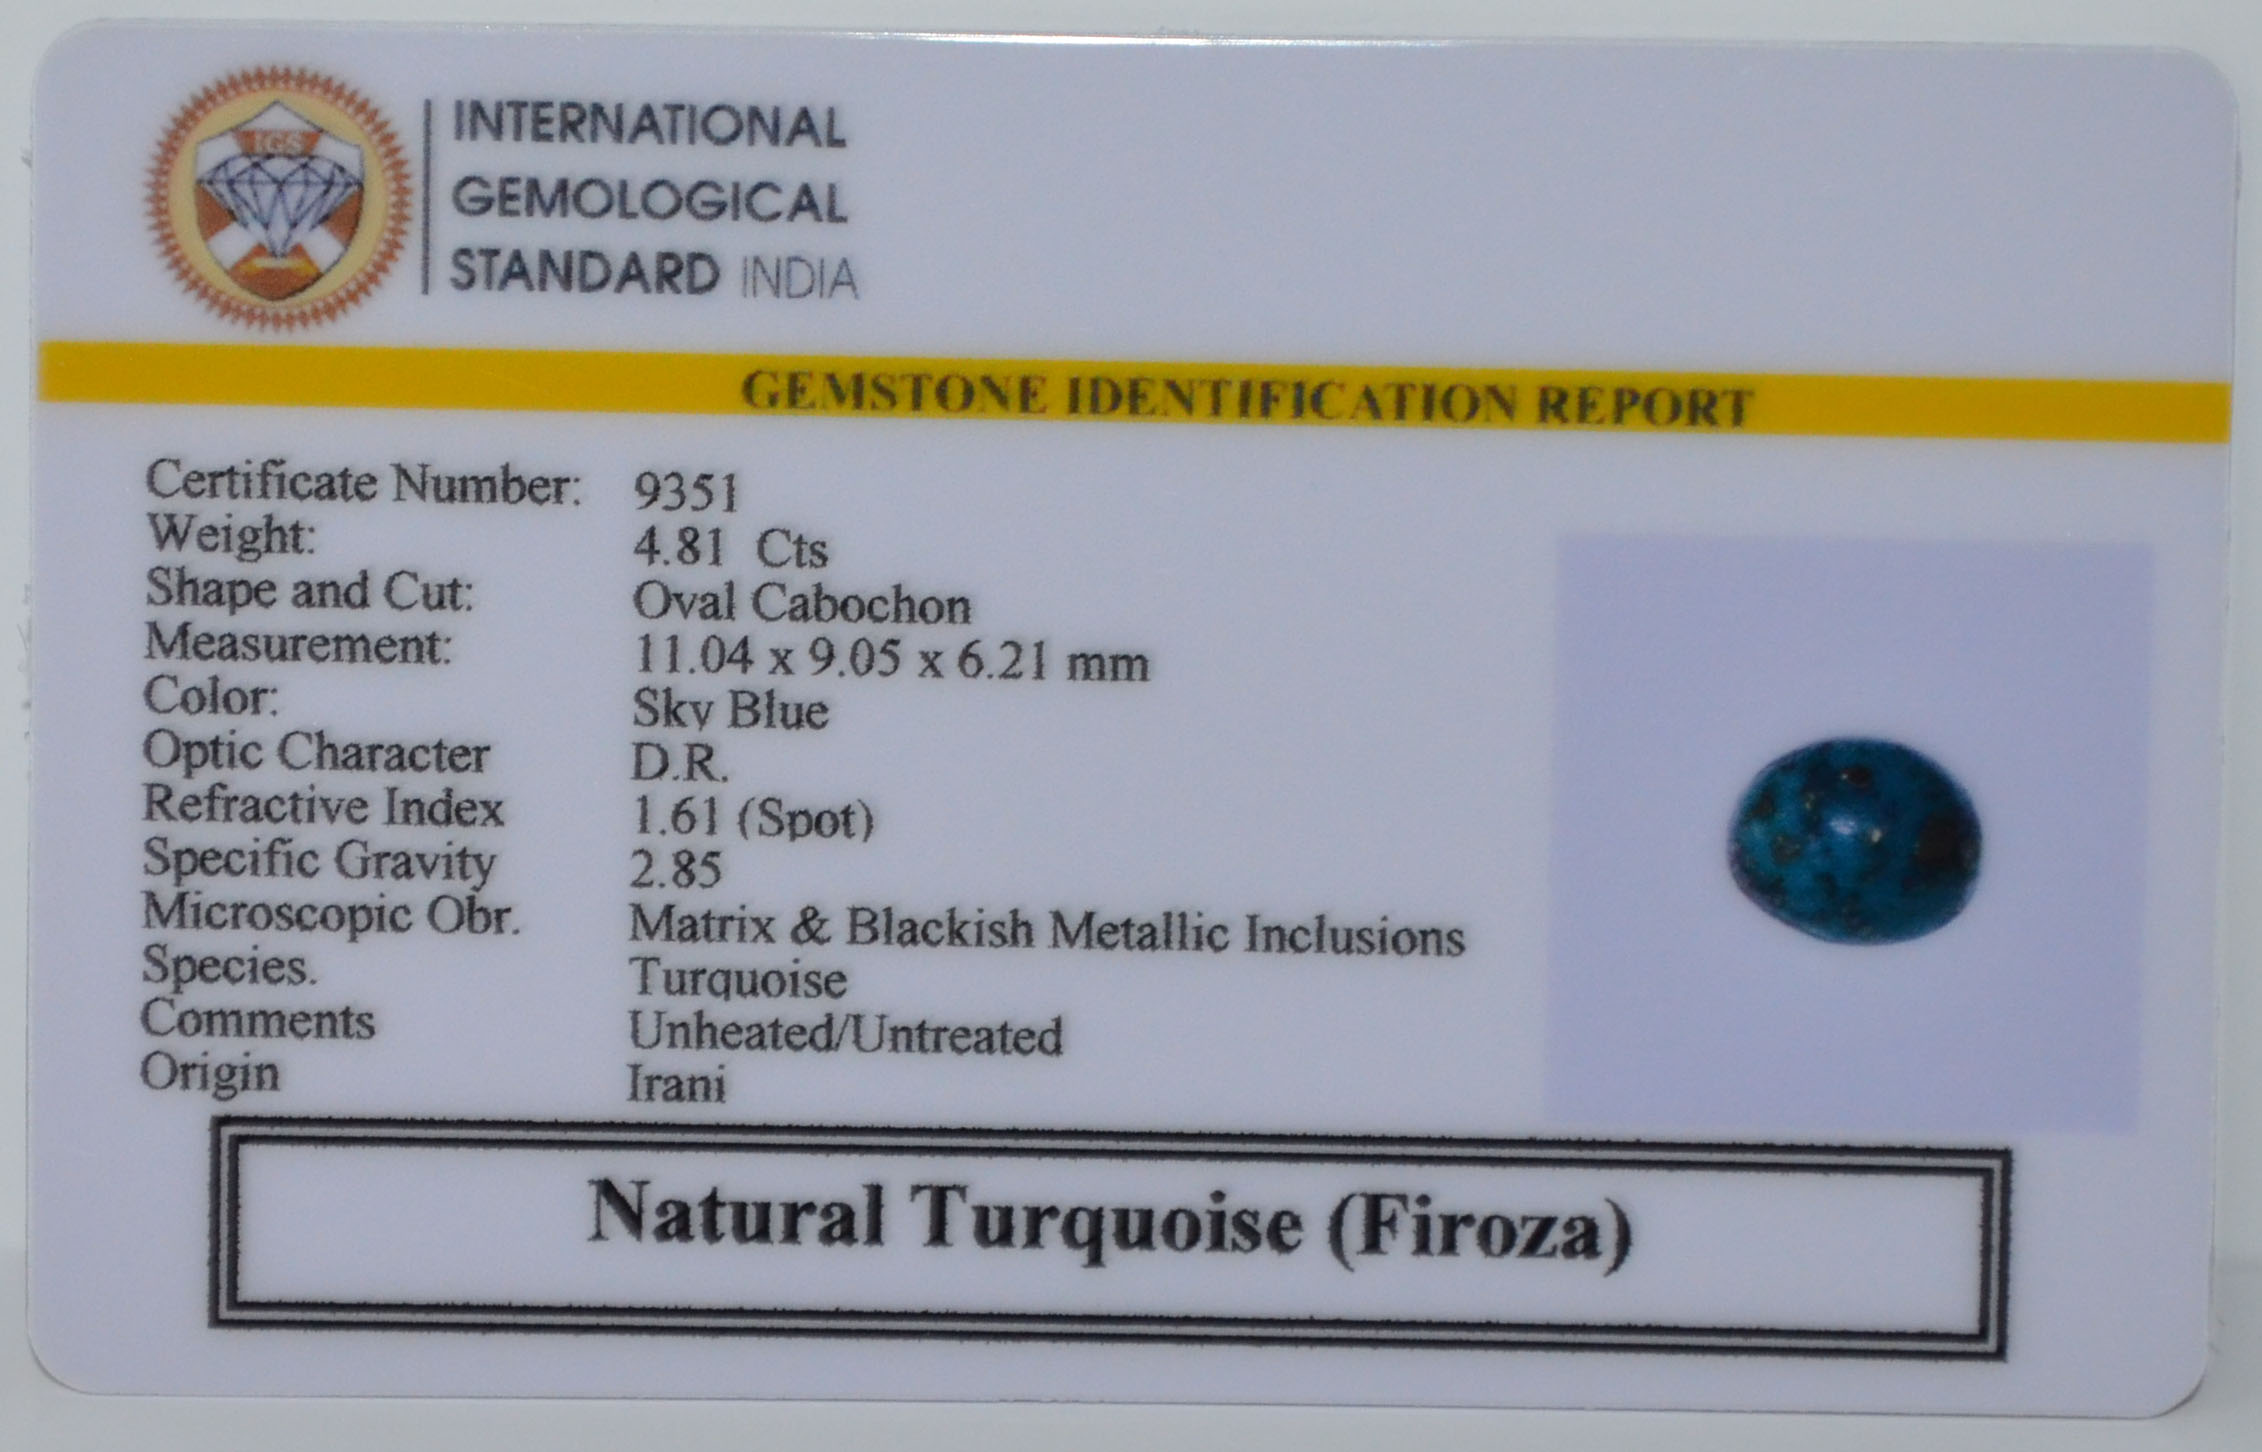 IGS
INTERNATIONAL
GEMOLOGICAL
STANDARD INDIA
GEMSTONE IDENTIFICATION REPORT
Certificate Number: 9351
Weight: 4.81 Cts
Shape and Cut: Oval Cabochon
Measurement: 11.04 x 9.05 x 6.21 mm
Color: Sky Blue
Optic Character D.R.
Refractive Index 1.61 (Spot)
Specific Gravity 2.85
Microscopic Obr. Matrix & Blackish Metallic Inclusions
Species. Turquoise
Comments Unheated/Untreated
Origin Irani
Natural Turquoise (Firoza)